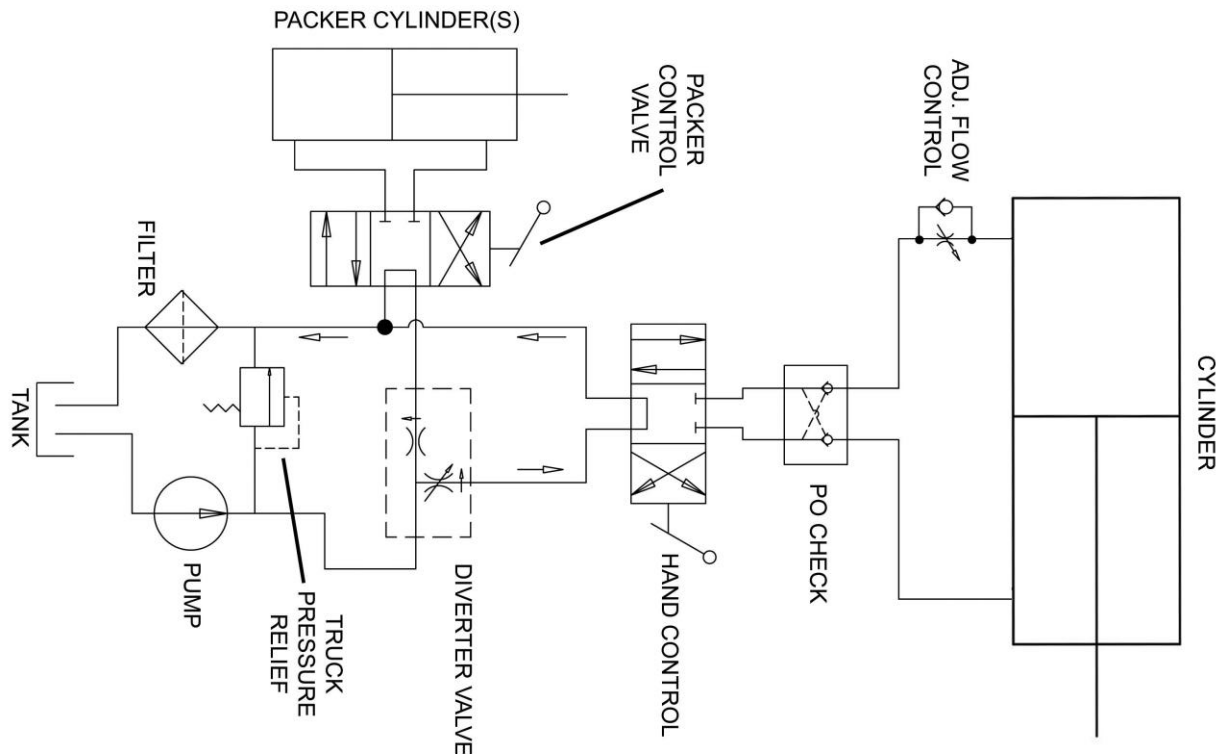 PACKER CYLINDER(S)
PACKER
CONTROL
VALVE
ADJ. FLOW
CONTROL
FILTER
CYLINDER
TANK
PUMP
TRUCK
PRESSURE
RELIEF
DIVERTER VALVE
HAND CONTROL
PO CHECK